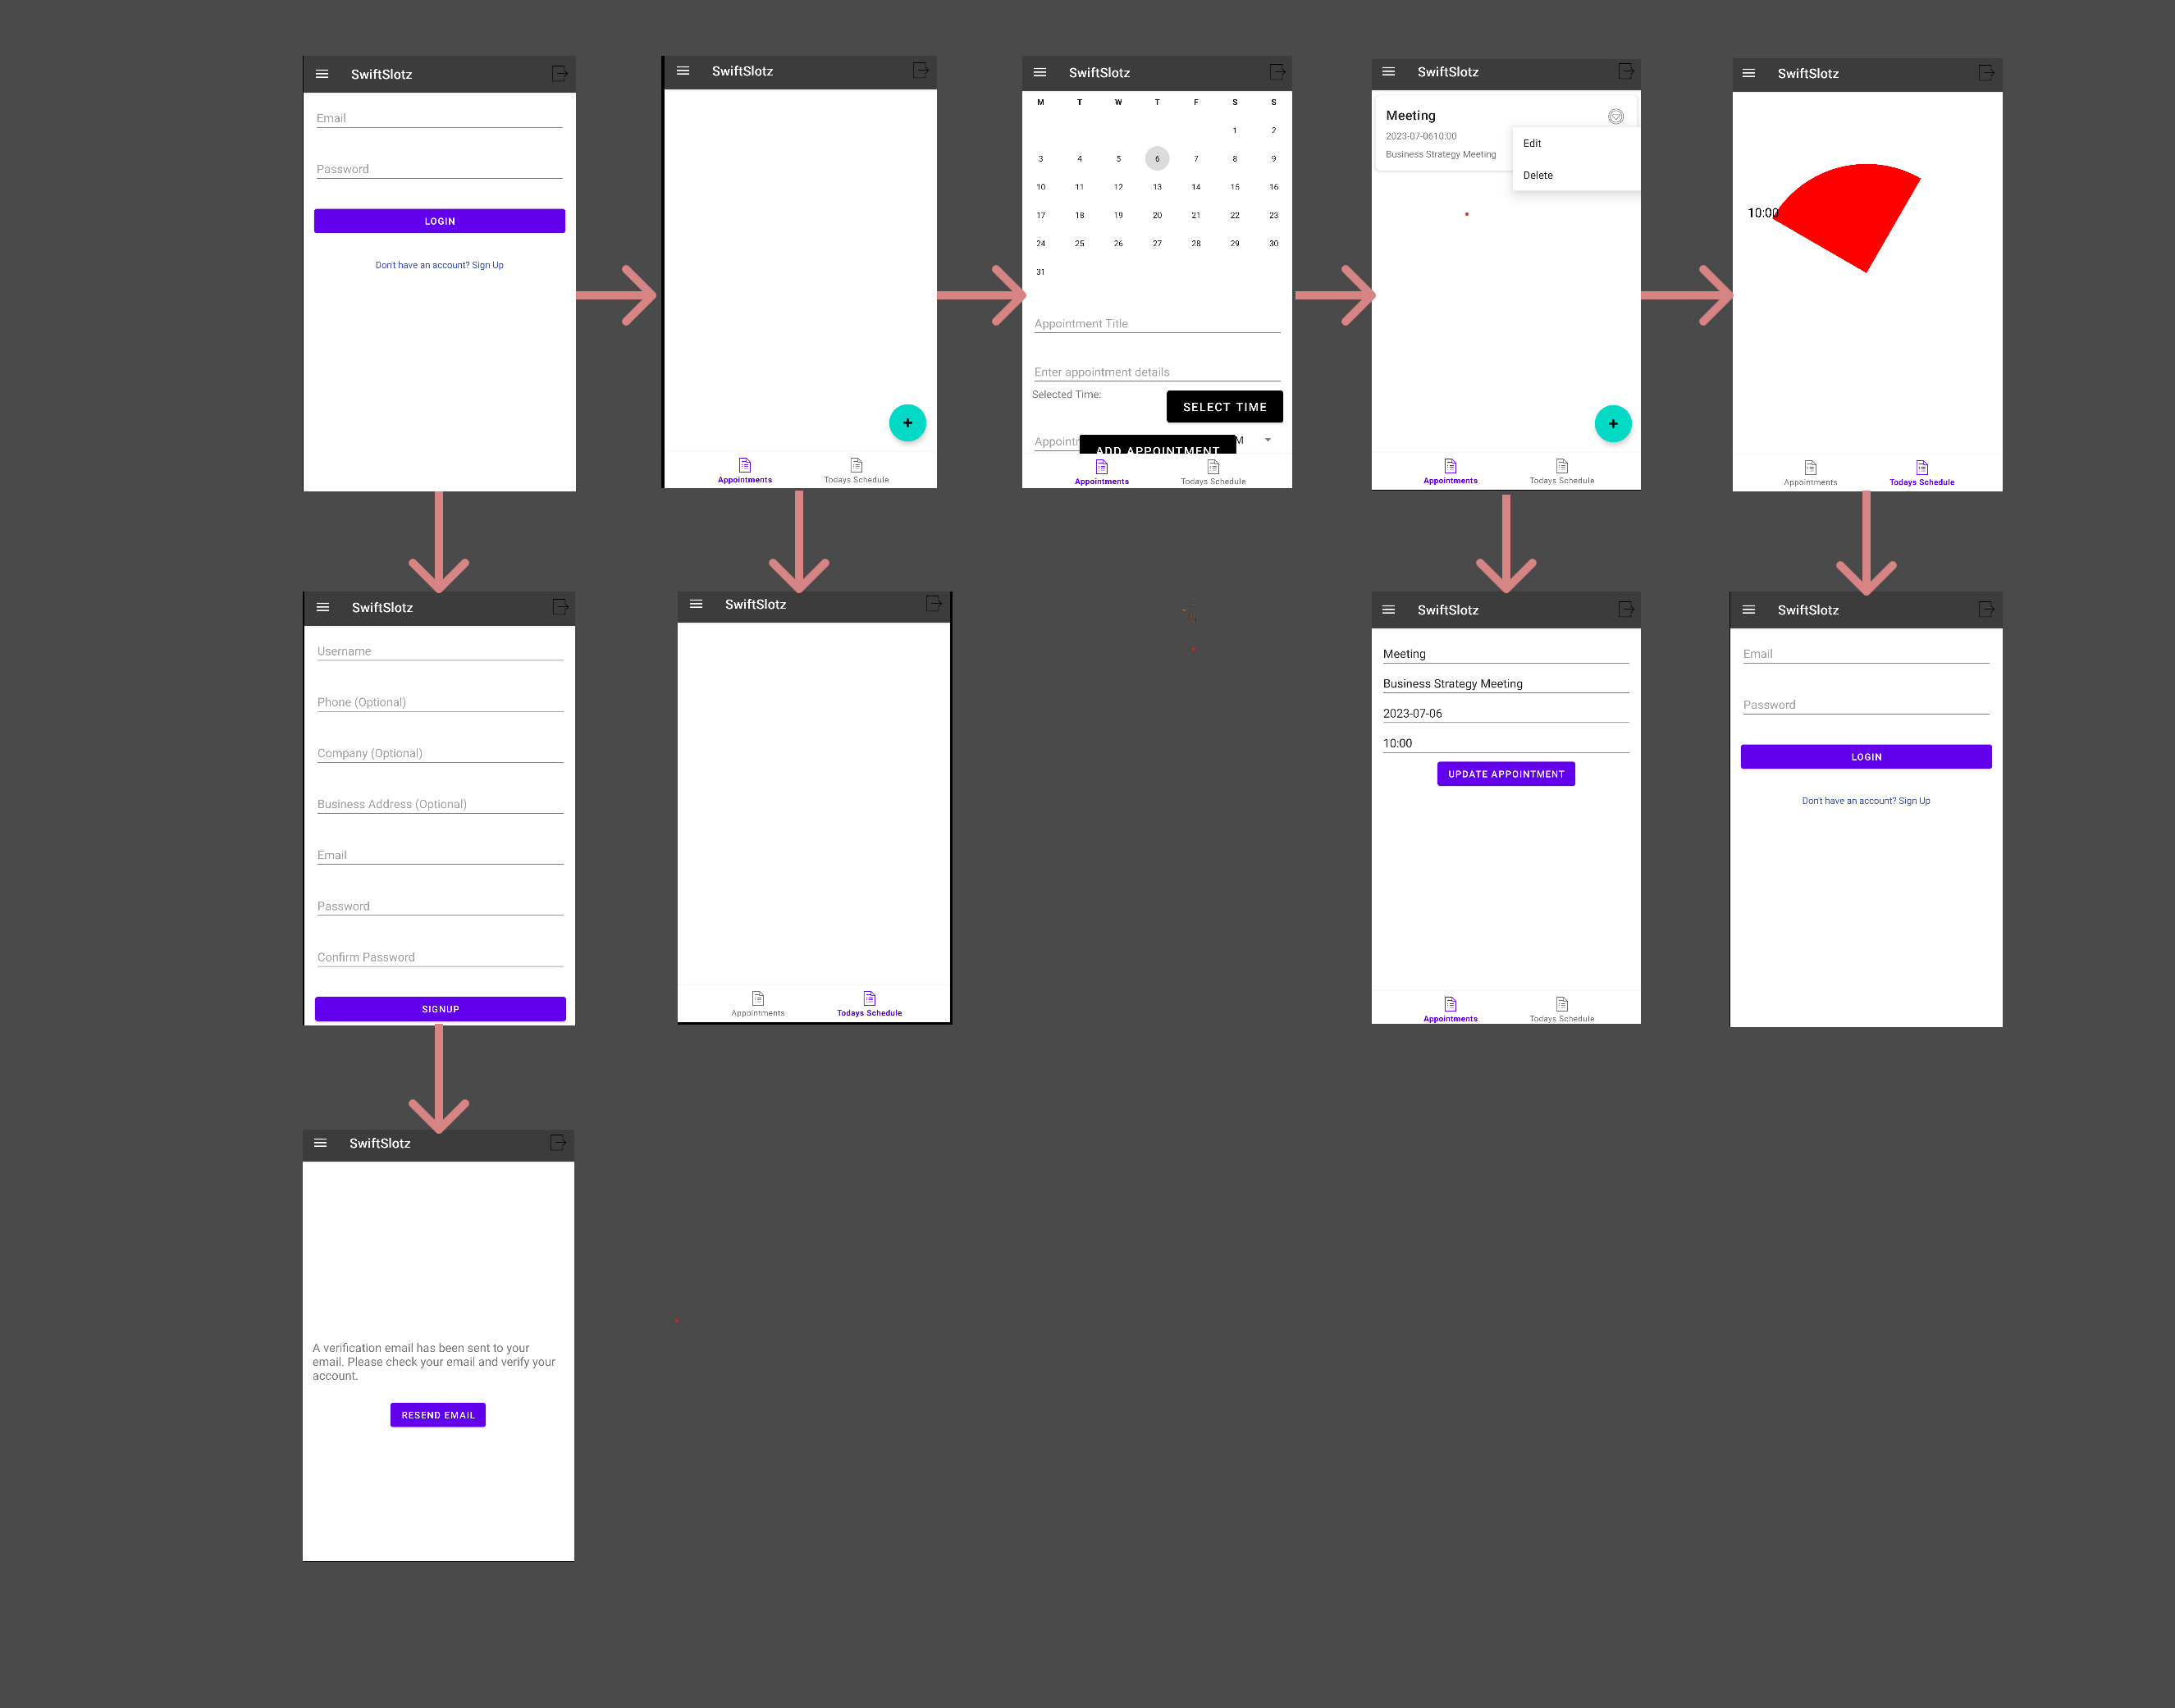 SwiftSlotz
Email
Password
LOGIN
Don't have an account? Sign Up
SwiftSlotz
Appointments
Todays Schedule
SwiftSlotz
M T W T F S S
1 2
3 4 5 6 7 8 9
10 11 12 13 14 15 16
17 18 19 20 21 22 23
24 25 26 27 28 29 30
31
Appointment Title
Enter appointment details
Selected Time:
SELECT TIME
ADD APPOINTMENT
Appointments
Todays Schedule
SwiftSlotz
Meeting
2023-07-0610:00
Business Strategy Meeting
Edit
Delete
Appointments
Todays Schedule
SwiftSlotz
10:00
Appointments
Todays Schedule
SwiftSlotz
Username
Phone (Optional)
Company (Optional)
Business Address (Optional)
Email
Password
Confirm Password
SIGNUP
SwiftSlotz
Appointments
Todays Schedule
SwiftSlotz
Meeting
Business Strategy Meeting
2023-07-06
10:00
UPDATE APPOINTMENT
Appointments
Todays Schedule
SwiftSlotz
Email
Password
LOGIN
Don't have an account? Sign Up
SwiftSlotz
A verification email has been sent to your
email. Please check your email and verify your
account.
RESEND EMAIL